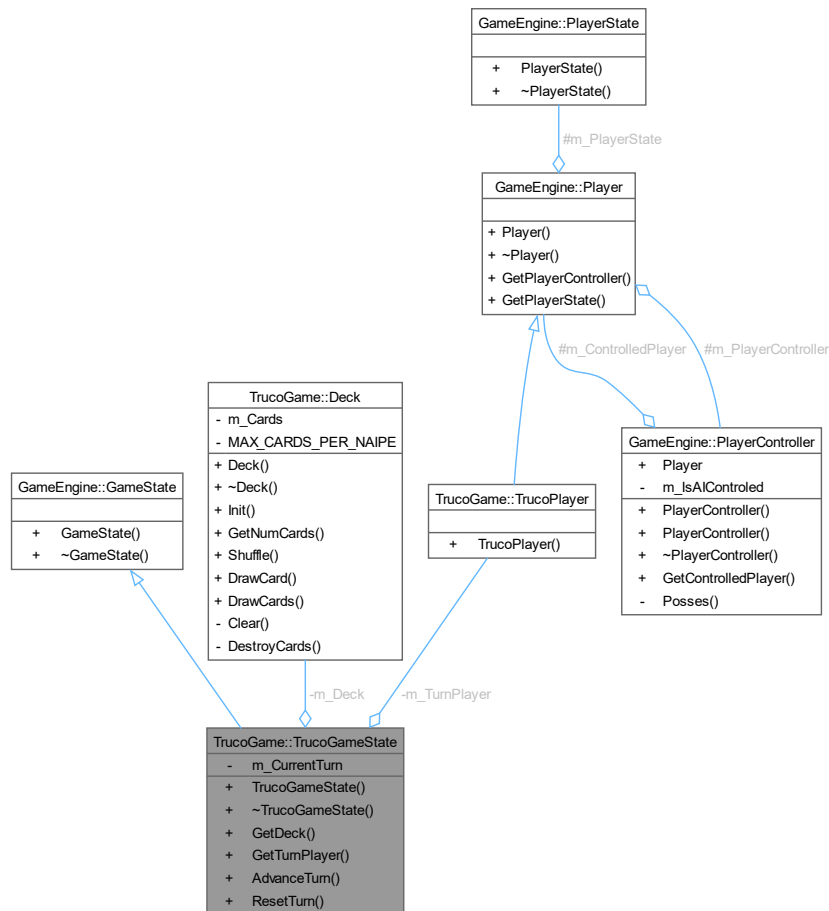 GameEngine::PlayerState
+ PlayerState()
+ ~PlayerState()
#m_PlayerState
GameEngine::Player
+ Player()
+ ~Player()
+ GetPlayerController()
+ GetPlayerState()
#m_ControlledPlayer
#m_PlayerController
TrucoGame::Deck
- m_Cards
- MAX_CARDS_PER_NAIPE
+ Deck()
+ ~Deck()
+ Init()
+ GetNumCards()
+ Shuffle()
+ DrawCard()
+ DrawCards()
- Clear()
- DestroyCards()
GameEngine::PlayerController
+ Player
- m_IsAIControled
+ PlayerController()
+ PlayerController()
+ ~PlayerController()
+ GetControlledPlayer()
- Posses()
GameEngine::GameState
+ GameState()
+ ~GameState()
TrucoGame::TrucoPlayer
+ TrucoPlayer()
-m_Deck
-m_TurnPlayer
TrucoGame::TrucoGameState
- m_CurrentTurn
+ TrucoGameState()
+ ~TrucoGameState()
+ GetDeck()
+ GetTurnPlayer()
+ AdvanceTurn()
+ ResetTurn()